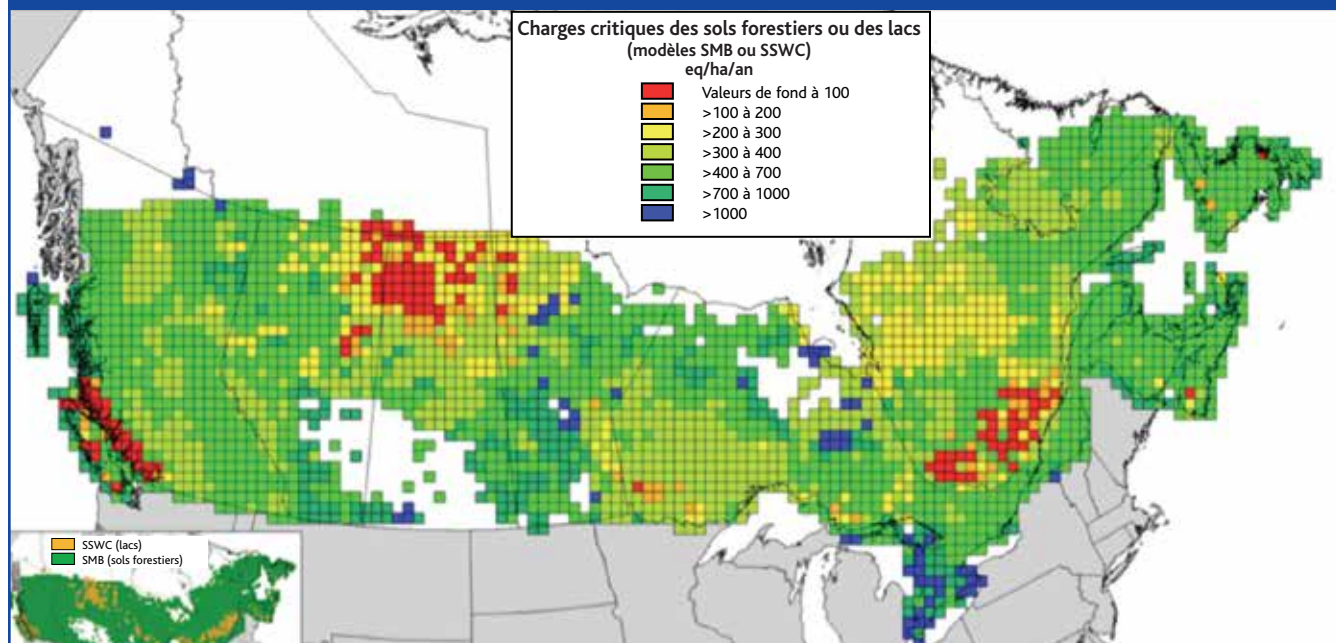 Charges critiques des sols forestiers ou des lacs
(modèles SMB ou SSWC)
eq/ha/an
Valeurs de fond à 100
>100 à 200
>200 à 300
>300 à 400
>400 à 700
>700 à 1000
>1000
SSWC (lacs)
SMB (sols forestiers)